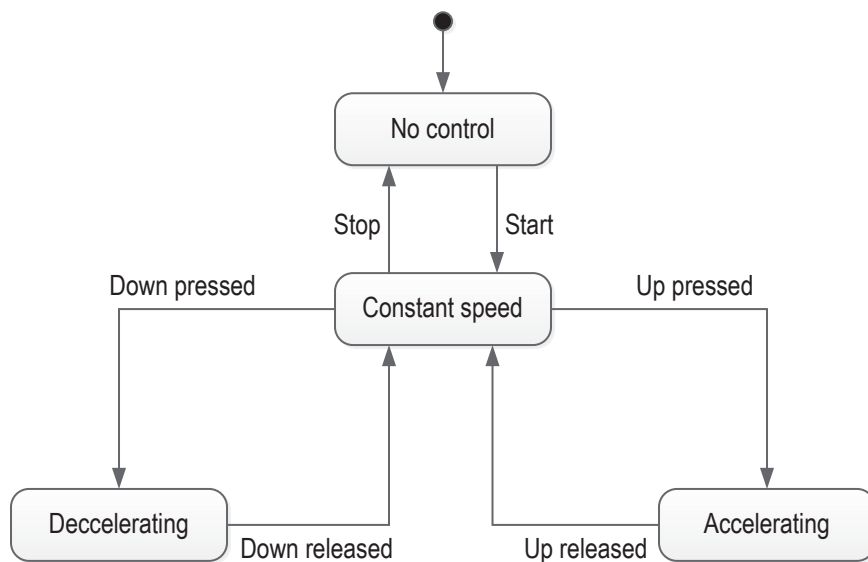 No control
Stop
Start
Down pressed
Constant speed
Up pressed
Deccelerating
Down released
Up released
Accelerating